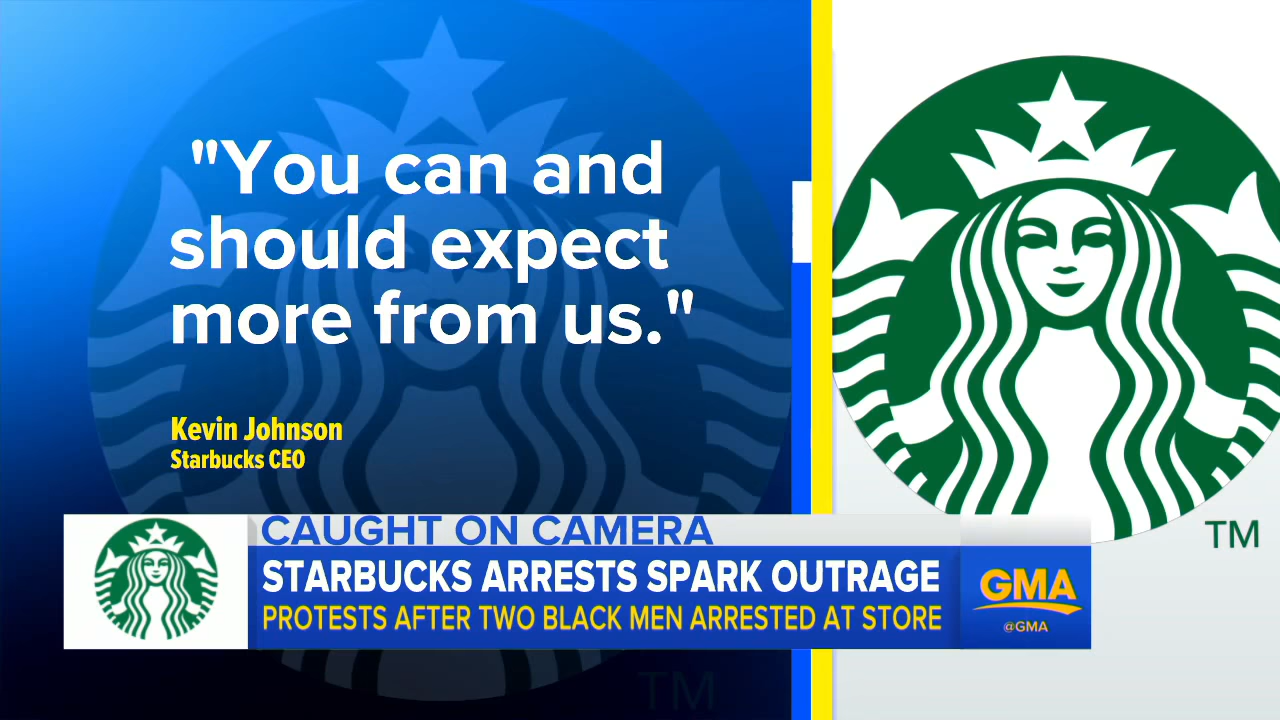 "You can and
should expect
more from us."
Kevin Johnson
Starbucks CEO
TM
CAUGHT ON CAMERA
STARBUCKS ARRESTS SPARK OUTRAGE
PROTESTS AFTER TWO BLACK MEN ARRESTED AT STORE
GMA
@GMA
TM